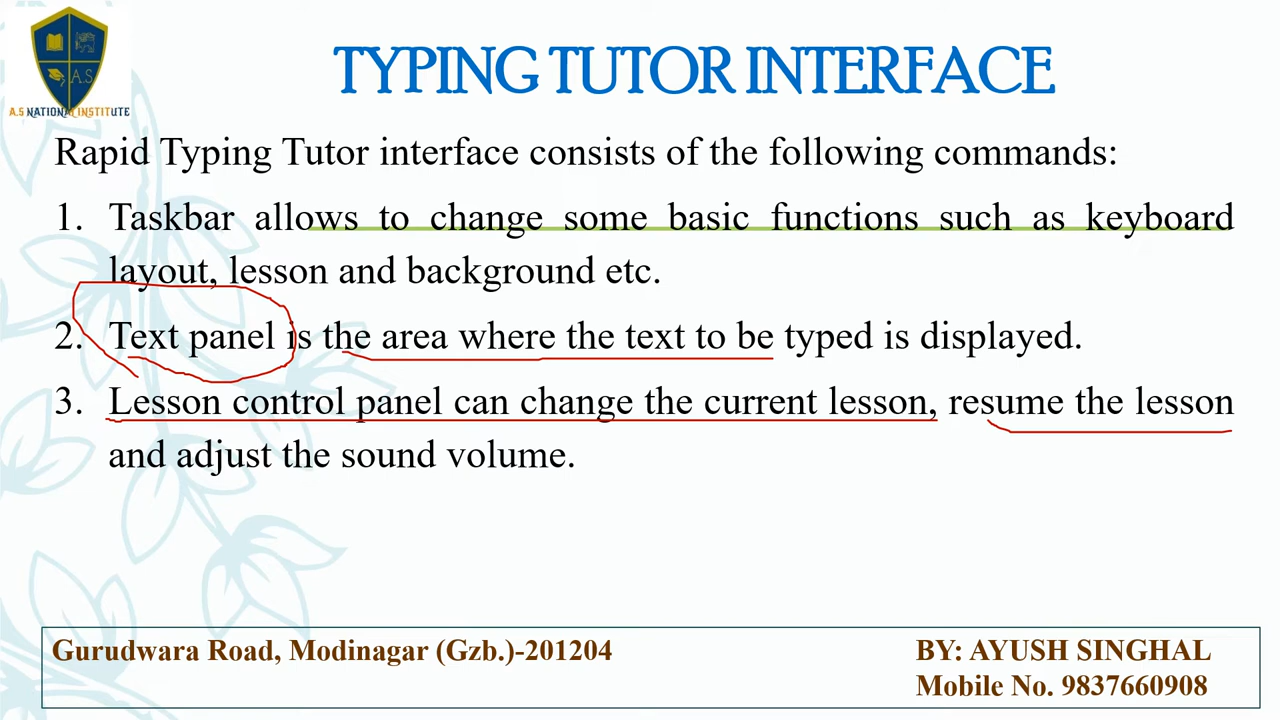 A.S NATIONAL INSTITUTE
A.S
TYPING TUTOR INTERFACE
Rapid Typing Tutor interface consists of the following commands:
1. Taskbar allows to change some basic functions such as keyboard
layout, lesson and background etc.
2. Text panel is the area where the text to be typed is displayed.
3. Lesson control panel can change the current lesson, resume the lesson
and adjust the sound volume.
Gurudwara Road, Modinagar (Gzb.)-201204
BY: AYUSH SINGHAL
Mobile No. 9837660908